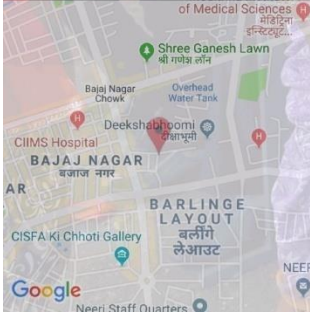 of Medical Sciences
मेडिट्रिना
इन्स्टिट्यूट...
Shree Ganesh Lawn
श्री गणेश लॉन
Bajaj Nagar
Chowk
Overhead
Water Tank
Deekshabhoomi
दीक्षाभूमी
CIIMS Hospital
BAJAJ NAGAR
बजाज नगर
AR
BARLINGE
LAYOUT
बर्लींगे
लेआउट
CISFA Ki Chhoti Gallery
NEER
Google
Neeri Staff Quarters
H
H
H